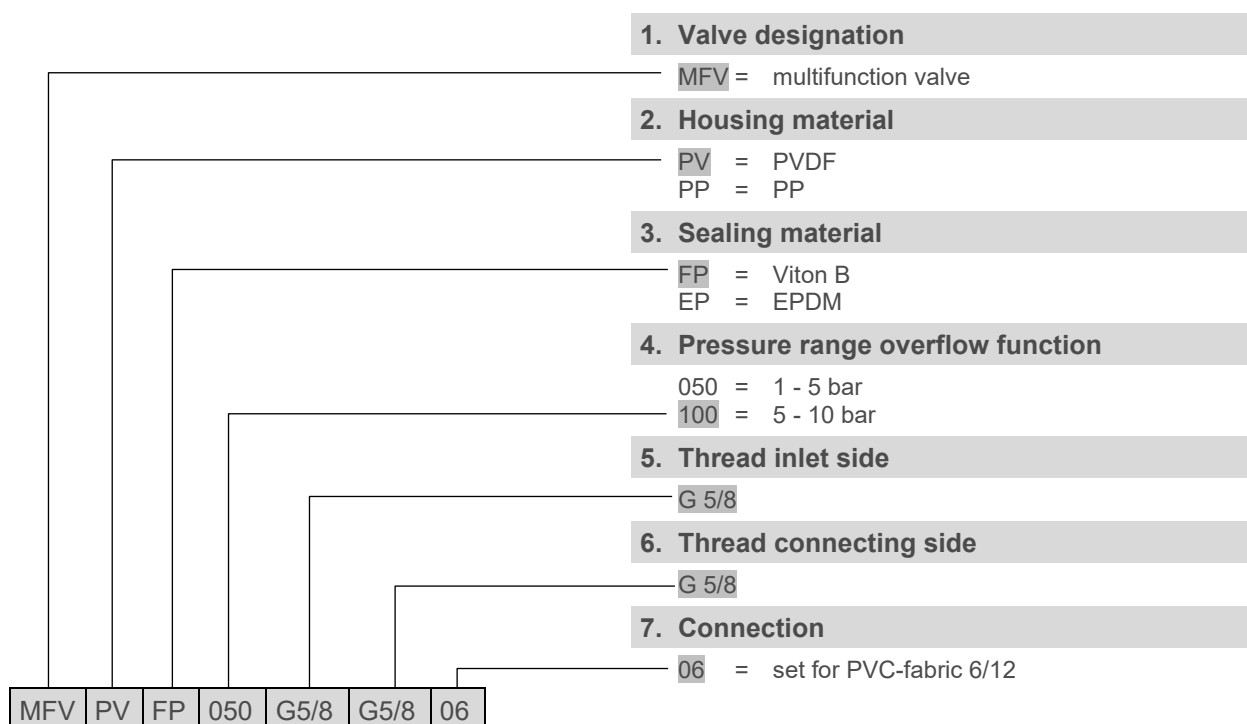 1. Valve designation
MFV = multifunction valve
2. Housing material
PV = PVDF
PP = PP
3. Sealing material
FP = Viton B
EP = EPDM
4. Pressure range overflow function
050 = 1 - 5 bar
100 = 5 - 10 bar
5. Thread inlet side
G 5/8
6. Thread connecting side
G 5/8
7. Connection
06 = set for PVC-fabric 6/12
MFV PV FP 050 G5/8 G5/8 06